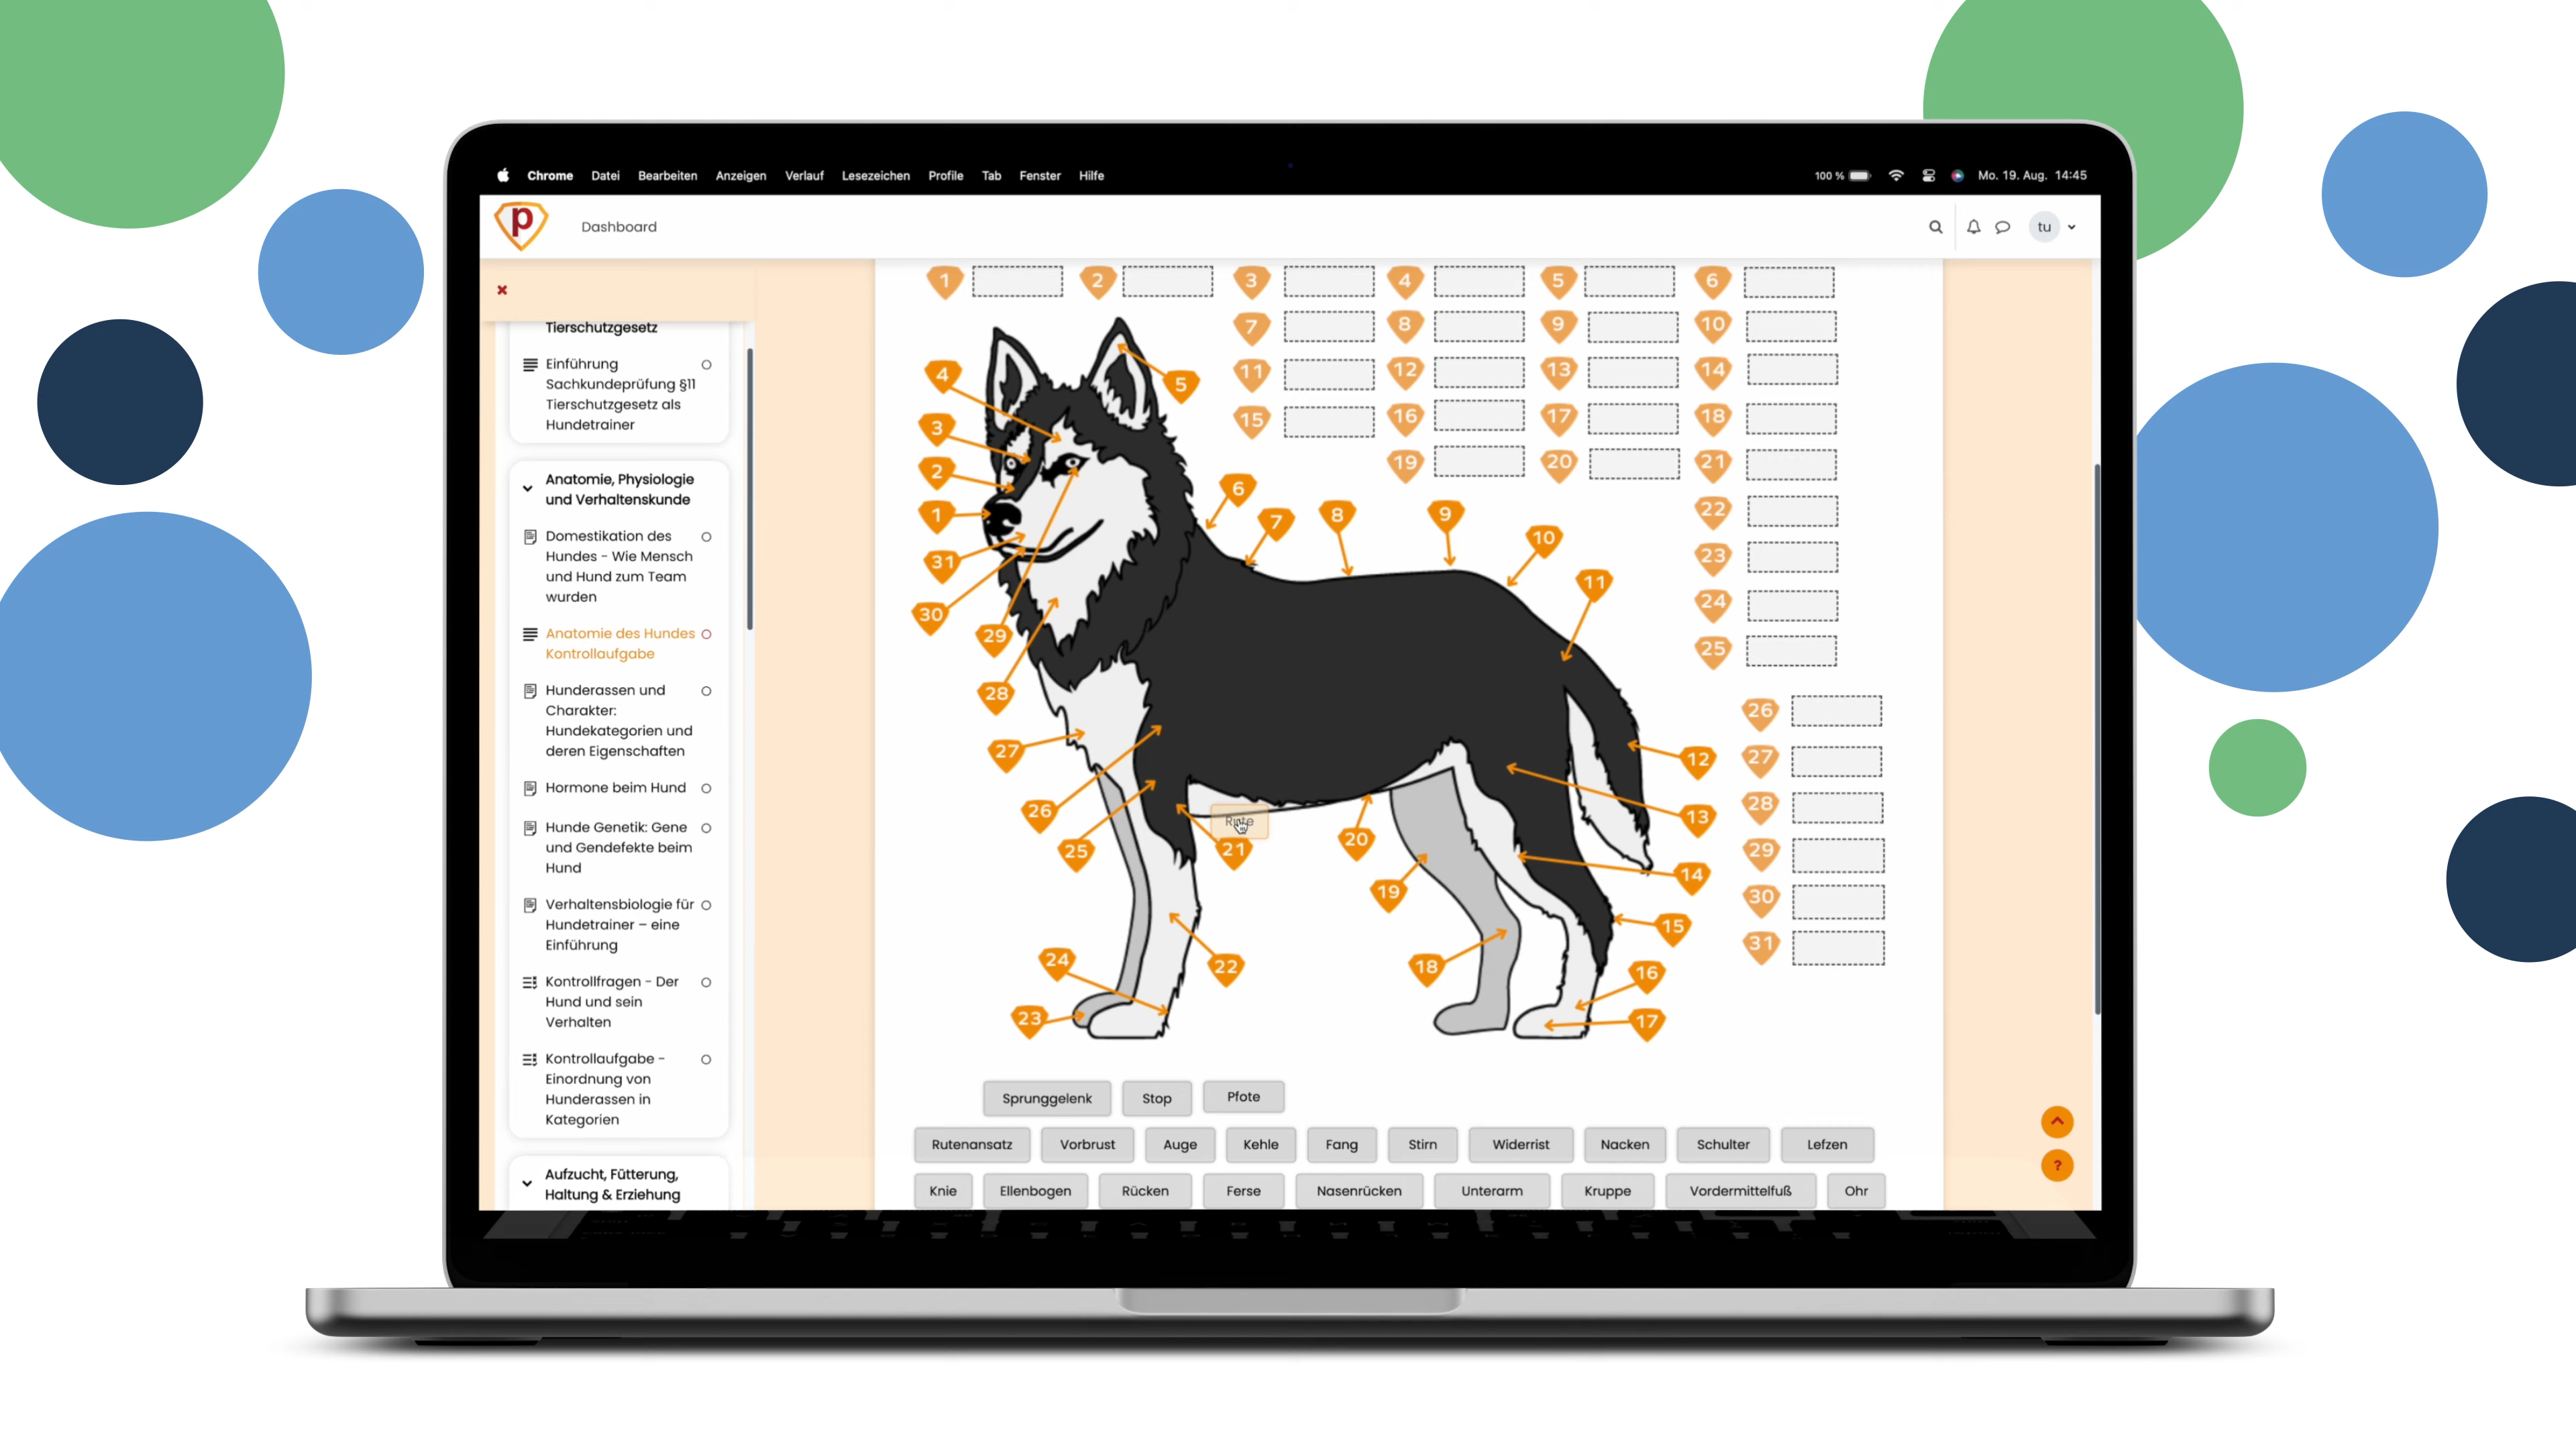 Chrome Datei Bearbeiten Anzeigen Verlauf Lesezeichen Profile Tab Fenster Hilfe
100 % Mo. 19. Aug. 14:45
p
Dashboard
tu
Tierschutzgesetz
Einführung
Sachkundeprüfung §11
Tierschutzgesetz als
Hundetrainer
Anatomie, Physiologie
und Verhaltenskunde
Domestikation des
Hundes - Wie Mensch
und Hund zum Team
wurden
Anatomie des Hundes
Kontrollaufgabe
Hunderassen und
Charakter:
Hundekategorien und
deren Eigenschaften
Hormone beim Hund
Hunde Genetik: Gene
und Gendefekte beim
Hund
Verhaltensbiologie für
Hundetrainer – eine
Einführung
Kontrollfragen - Der
Hund und sein
Verhalten
Kontrollaufgabe -
Einordnung von
Hunderassen in
Kategorien
Aufzucht, Fütterung,
Haltung & Erziehung
1 2 3 4 5 6
7 8 9 10
11 12 13 14
15 16 17 18
19 20 21
22
23
24
25
26
27
28
29
30
31
4
5
3
2
1
31
30
29
28
27
26
25
24
23
6
7
8
9
10
11
12
13
14
15
16
17
18
19
20
21
22
Rute
Sprunggelenk Stop Pfote
Rutenansatz Vorbrust Auge Kehle Fang Stirn Widerrist Nacken Schulter Lefzen
Knie Ellenbogen Rücken Ferse Nasenrücken Unterarm Kruppe Vordermittelfuß Ohr
?